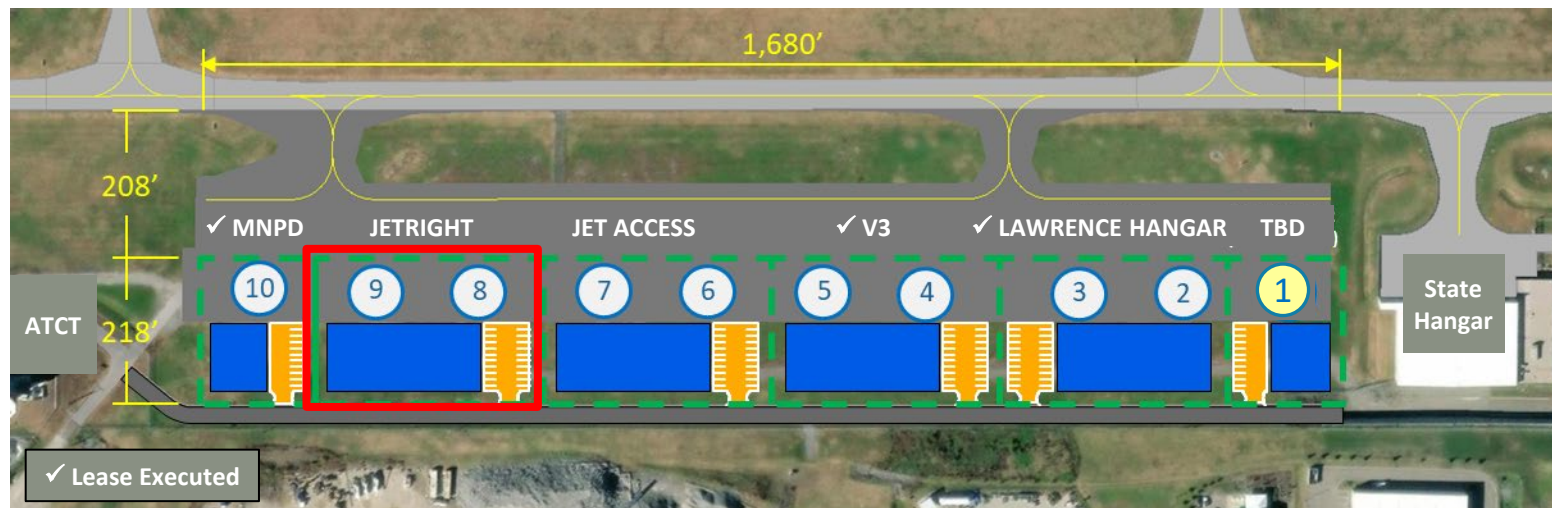 1,680’
208’
✓ MNPD
JETRIGHT
JET ACCESS
✓ V3
✓ LAWRENCE HANGAR
TBD
10
9
8
7
6
5
4
3
2
1
State
Hangar
ATCT
218’
✓ Lease Executed